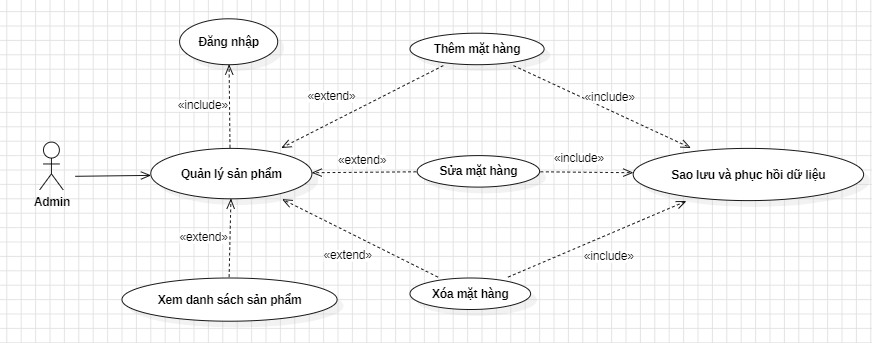 Đăng nhập
Thêm mặt hàng
«extend»
«include»
«include»
«extend»
«include»
Quản lý sản phẩm
Sửa mặt hàng
Sao lưu và phục hồi dữ liệu
Admin
«extend»
«extend»
«include»
Xem danh sách sản phẩm
Xóa mặt hàng